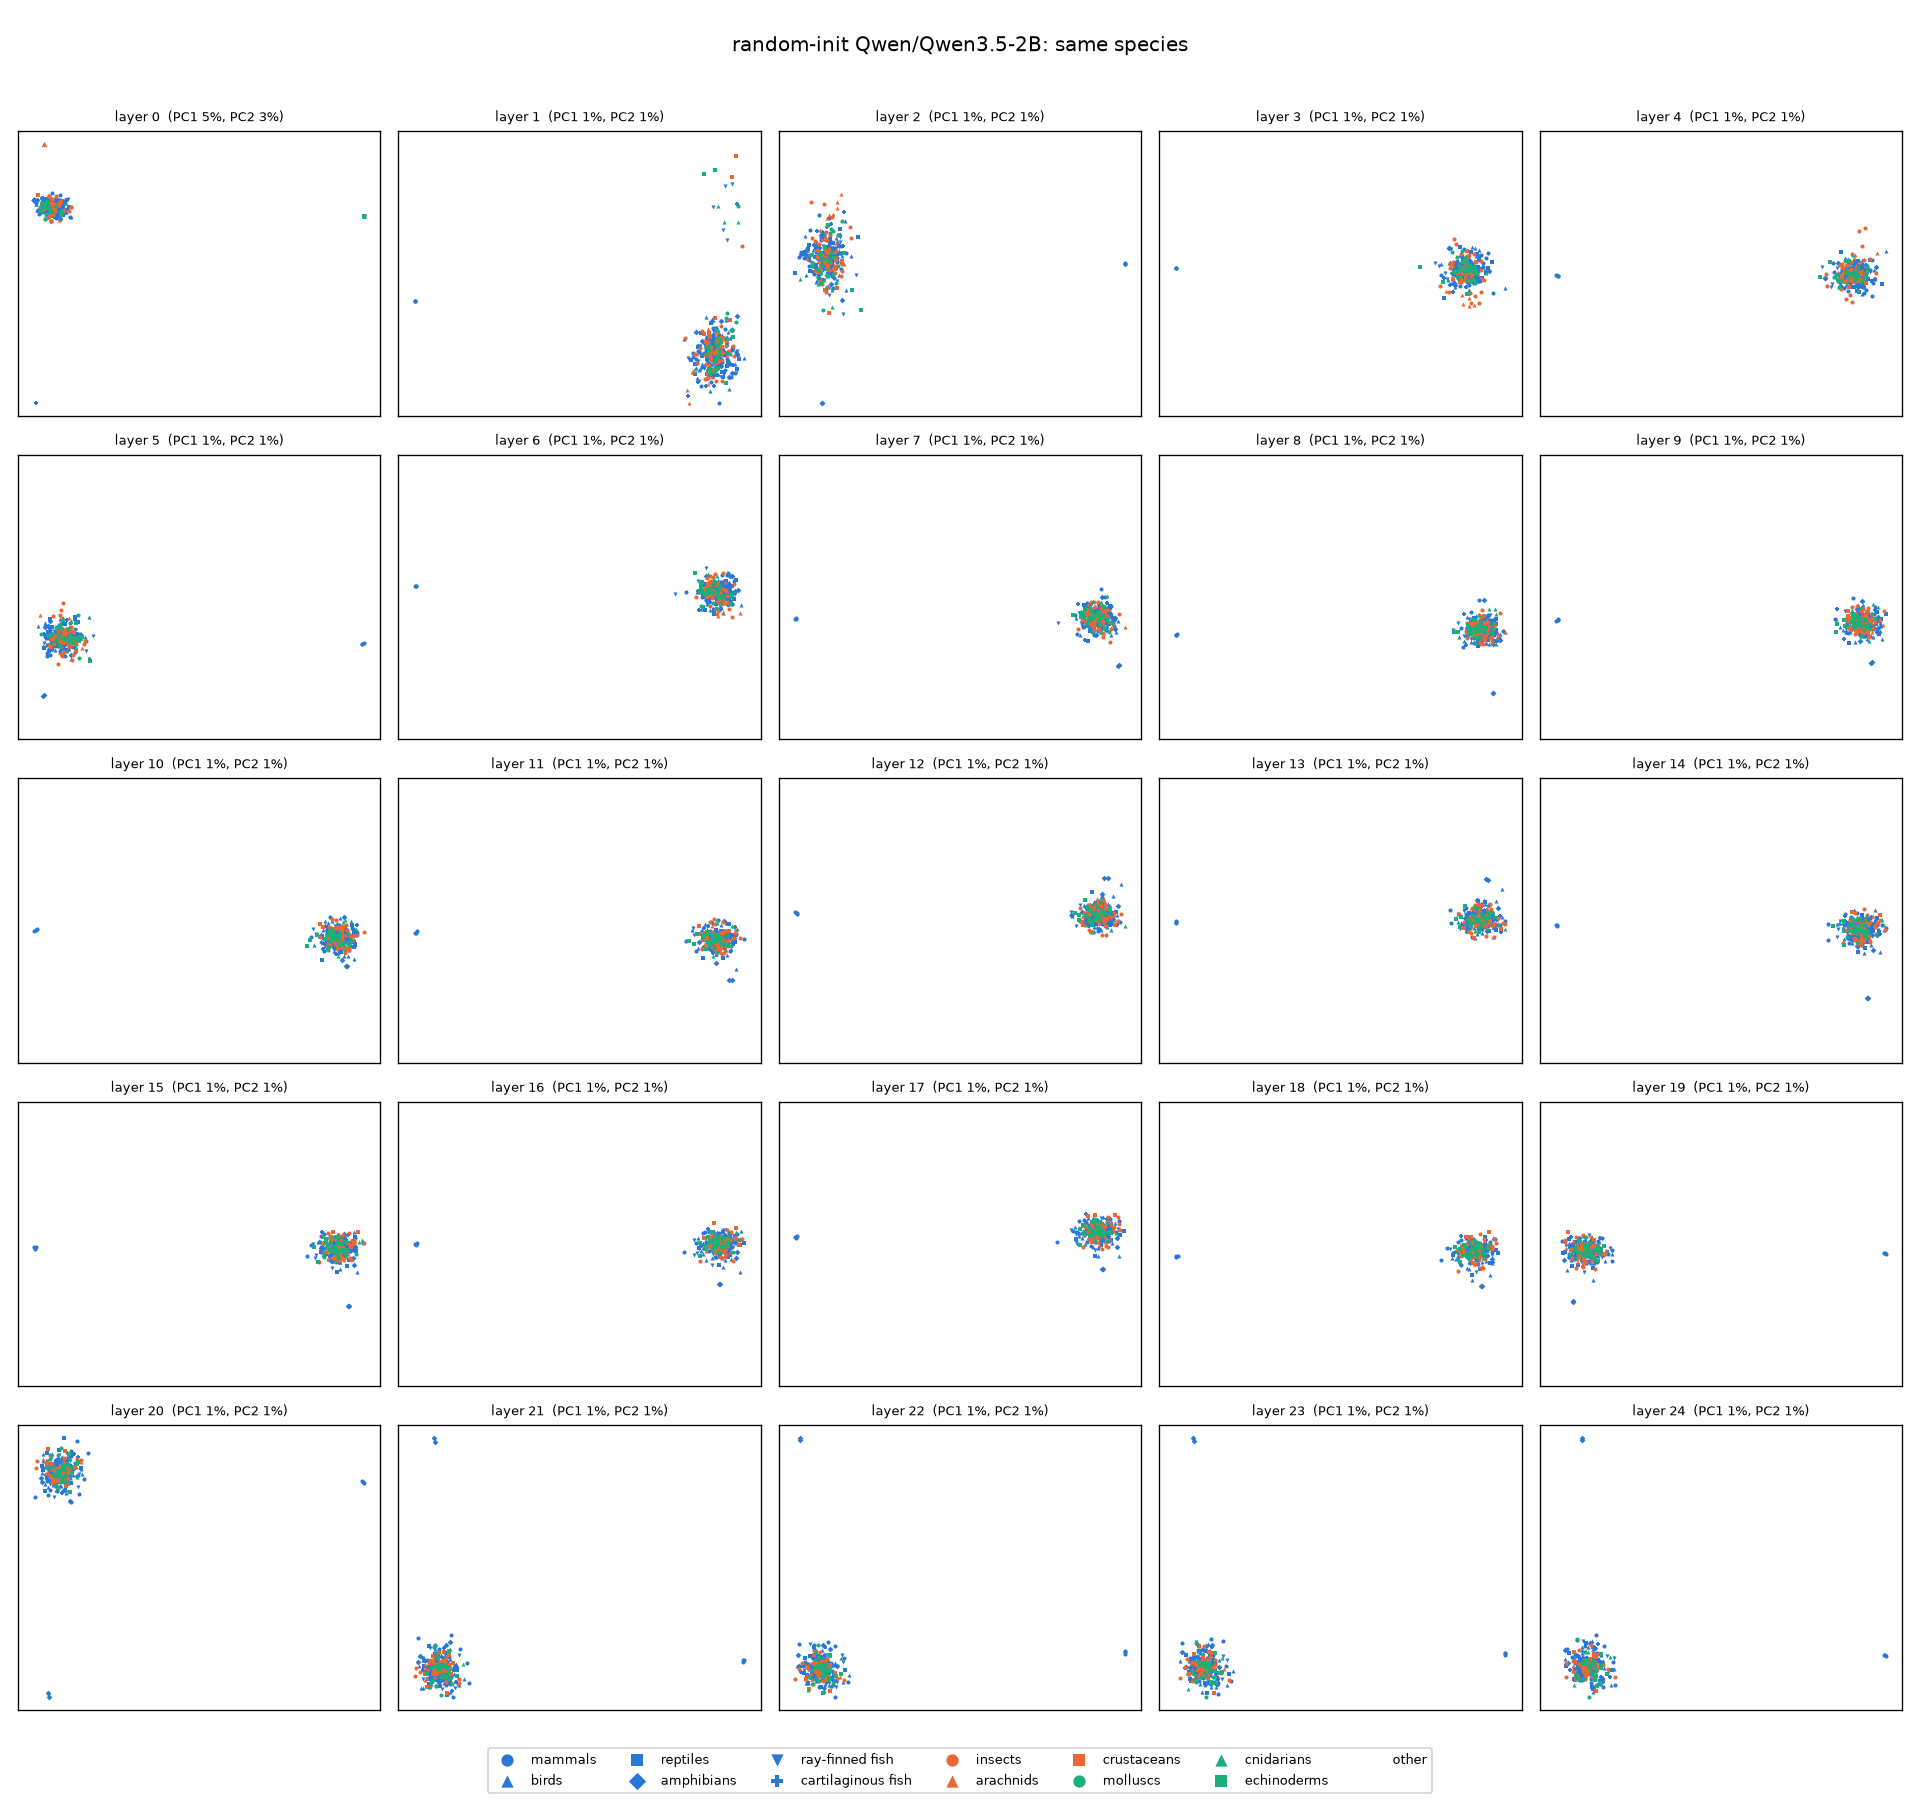 random-init Qwen/Qwen3.5-2B: same species
layer 0  (PC1 5%, PC2 3%)
layer 1  (PC1 1%, PC2 1%)
layer 2  (PC1 1%, PC2 1%)
layer 3  (PC1 1%, PC2 1%)
layer 4  (PC1 1%, PC2 1%)
layer 5  (PC1 1%, PC2 1%)
layer 6  (PC1 1%, PC2 1%)
layer 7  (PC1 1%, PC2 1%)
layer 8  (PC1 1%, PC2 1%)
layer 9  (PC1 1%, PC2 1%)
layer 10  (PC1 1%, PC2 1%)
layer 11  (PC1 1%, PC2 1%)
layer 12  (PC1 1%, PC2 1%)
layer 13  (PC1 1%, PC2 1%)
layer 14  (PC1 1%, PC2 1%)
layer 15  (PC1 1%, PC2 1%)
layer 16  (PC1 1%, PC2 1%)
layer 17  (PC1 1%, PC2 1%)
layer 18  (PC1 1%, PC2 1%)
layer 19  (PC1 1%, PC2 1%)
layer 20  (PC1 1%, PC2 1%)
layer 21  (PC1 1%, PC2 1%)
layer 22  (PC1 1%, PC2 1%)
layer 23  (PC1 1%, PC2 1%)
layer 24  (PC1 1%, PC2 1%)
mammals
birds
reptiles
amphibians
ray-finned fish
cartilaginous fish
insects
arachnids
crustaceans
molluscs
cnidarians
echinoderms
other